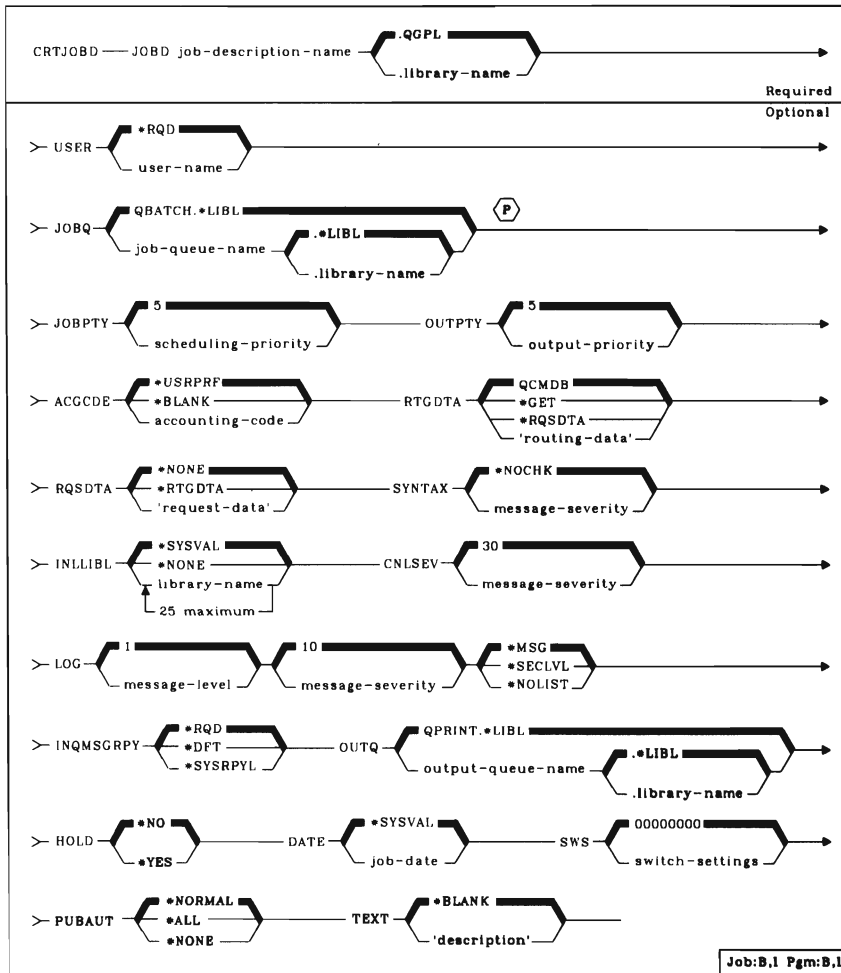 .QGPL
CRTJOBD JOBD job-description-name
.library-name
Required
Optional
*RQD
USER
user-name
QBATCH.*LIBL
P
JOBQ
job-queue-name
.*LIBL
.library-name
5 5
JOBPTY OUTPTY
scheduling-priority output-priority
*USRPRF QCMDB
ACGCDE *BLANK RTGDTA *GET
accounting-code *RQSDTA
'routing-data'
*NONE *NOCHK
RQSDTA *RTGDTA SYNTAX
'request-data' message-severity
*SYSVAL 30
INLLIBL *NONE CNLSEV
library-name message-severity
25 maximum
1 10 *MSG
LOG *SECLVL
message-level message-severity *NOLIST
*RQD QPRINT.*LIBL
INQMSGRPY *DFT OUTQ
*SYSRPYL output-queue-name .*LIBL
.library-name
*NO *SYSVAL 00000000
HOLD DATE SWS
*YES job-date switch-settings
*NORMAL *BLANK
PUBAUT *ALL TEXT
*NONE 'description'
Job:B,I Pgm:B,I